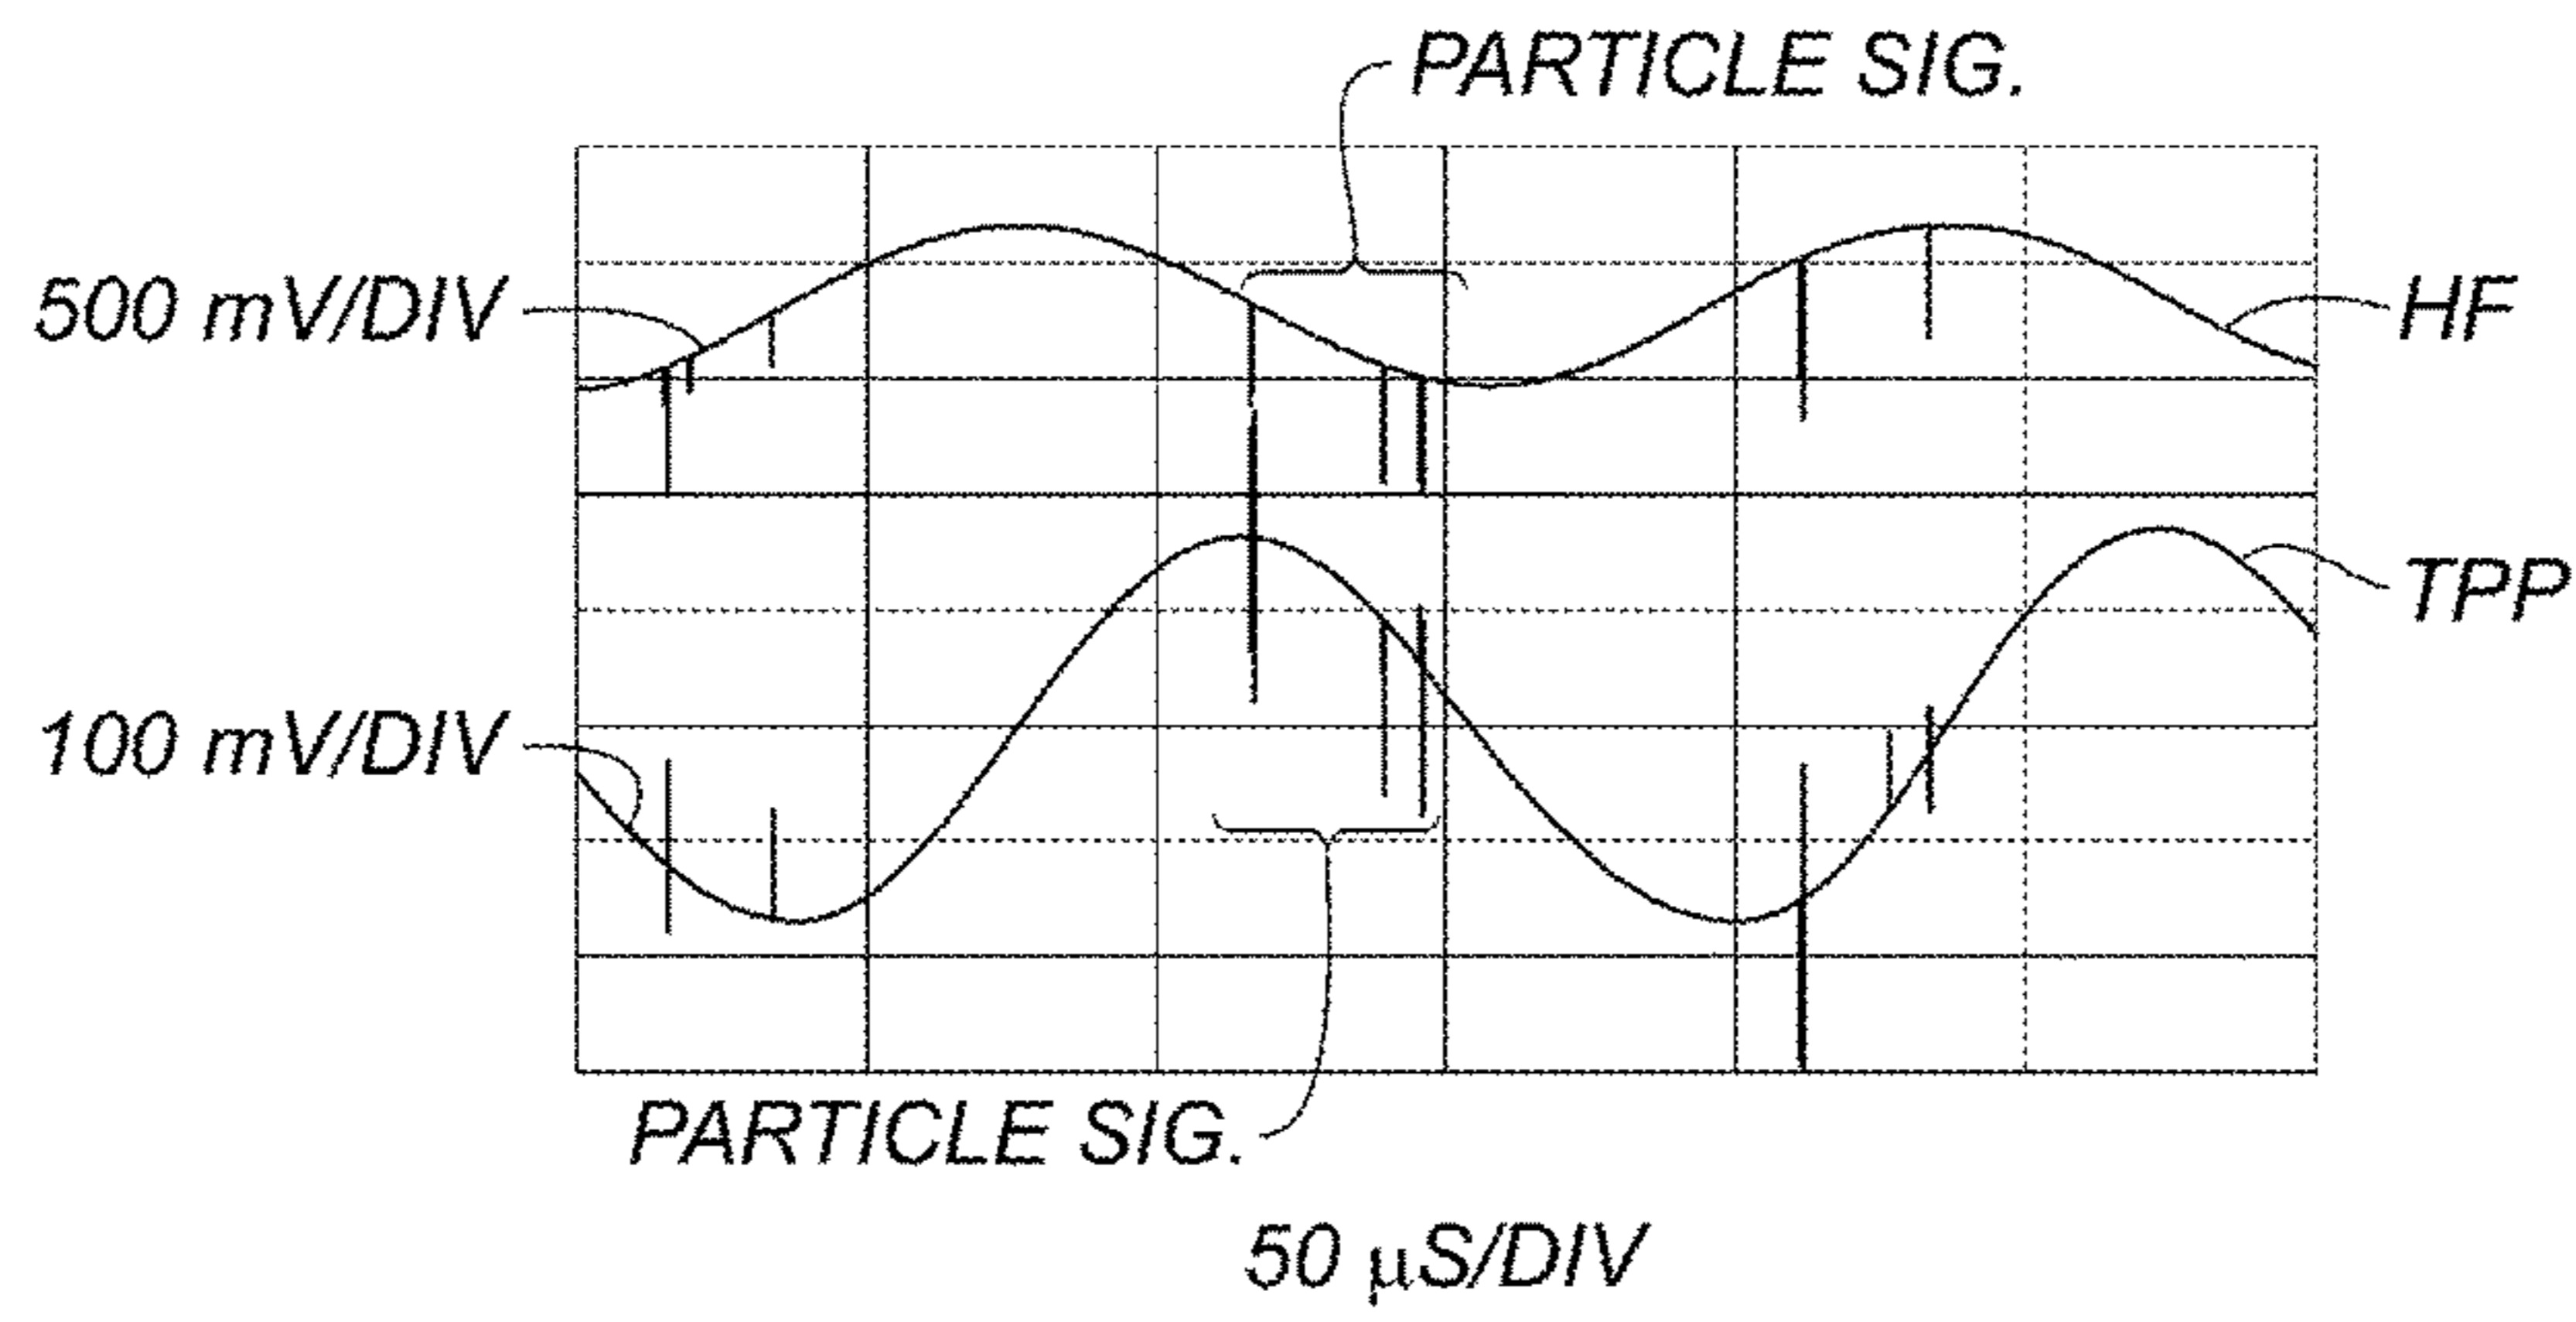 PARTICLE SIG.
500 mV/DIV
HF
TPP
100 mV/DIV
PARTICLE SIG.
50 μS/DIV